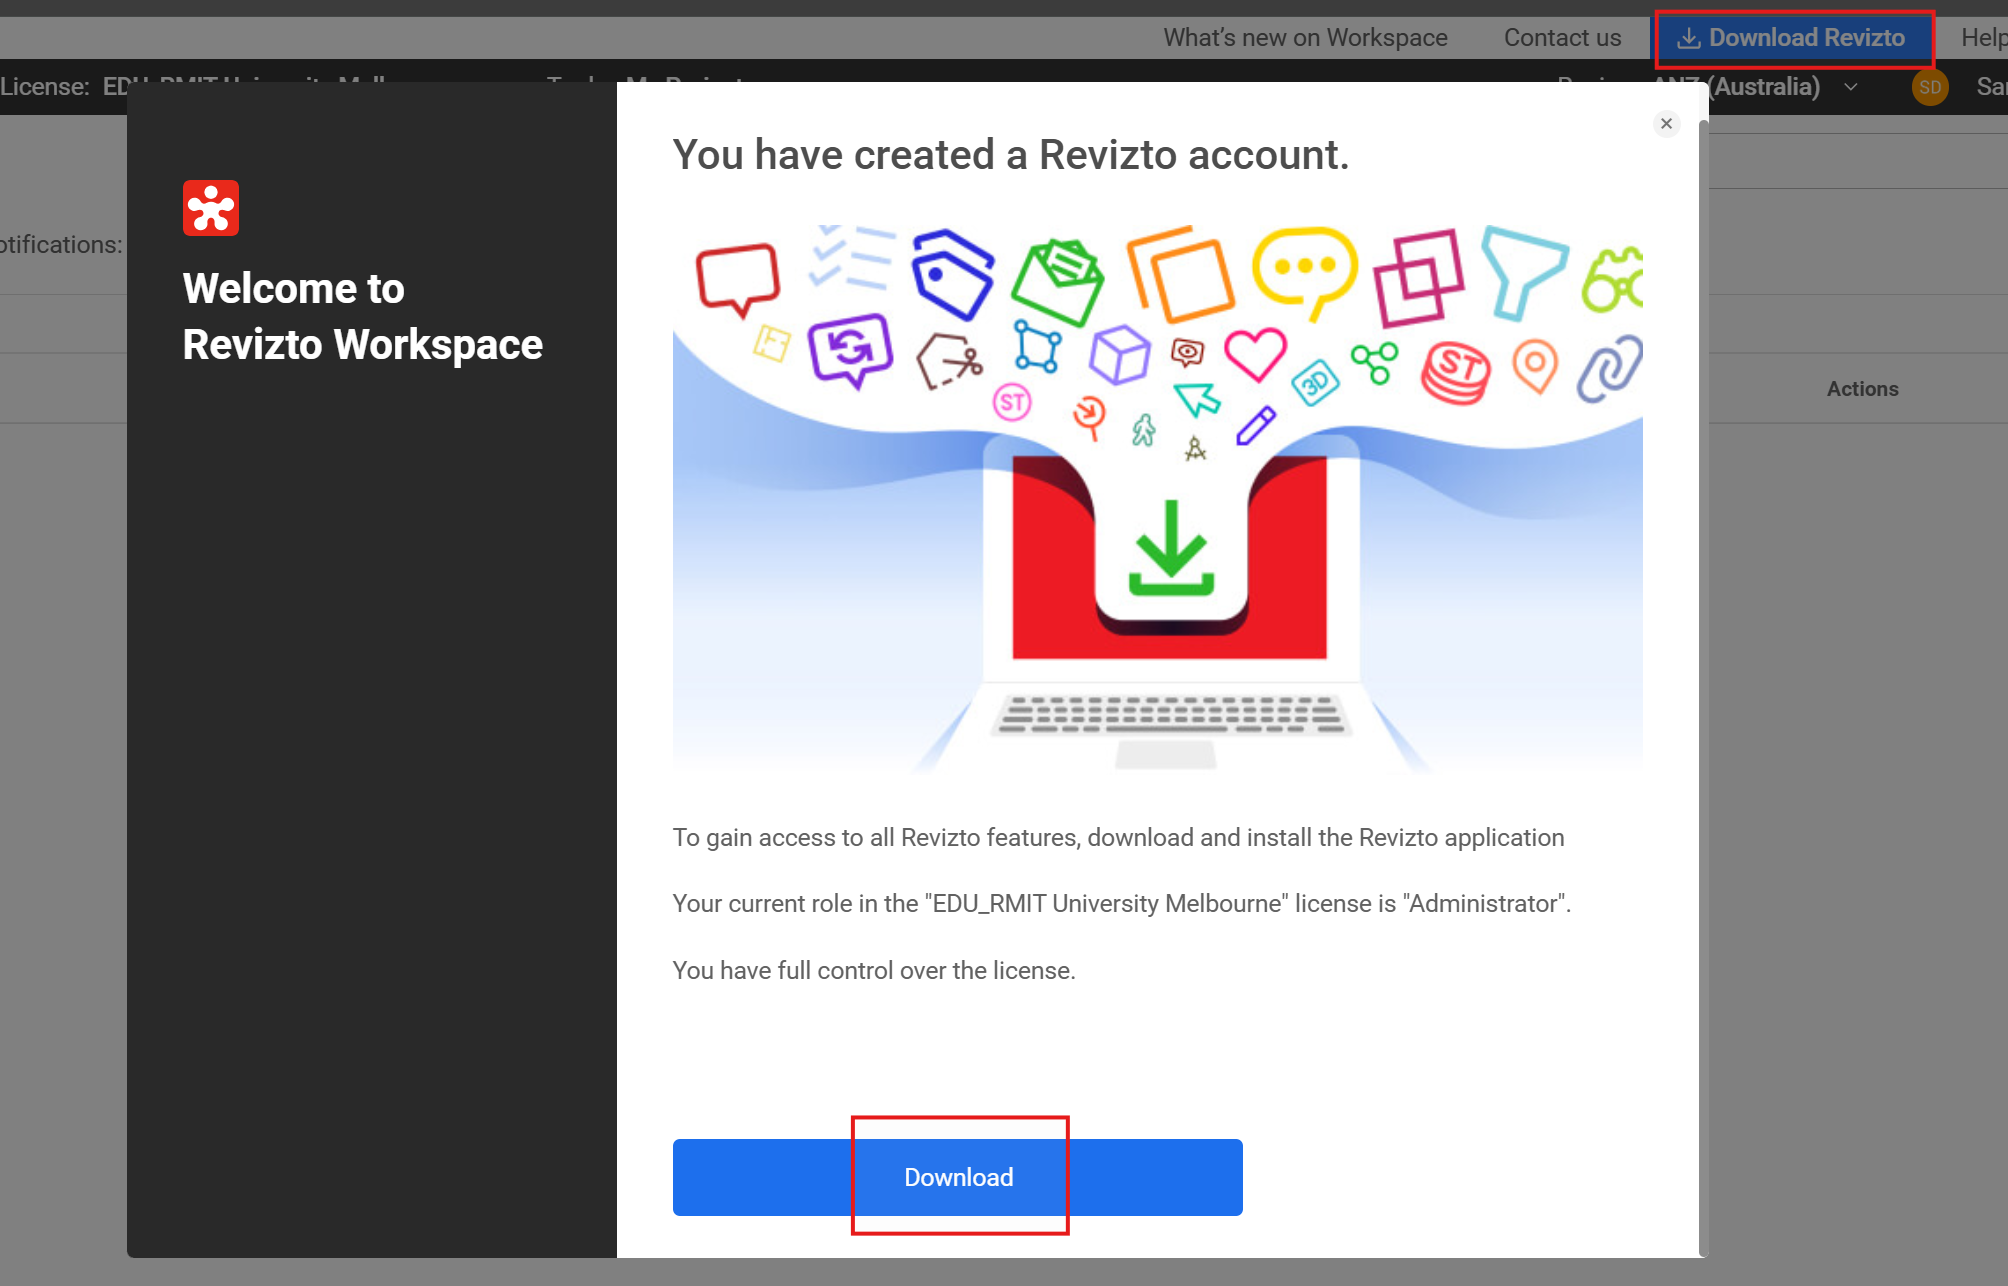 What's new on Workspace
Contact us
Download Revizto
Help
License:
(Australia)
SD
otifications:
Actions
Welcome to
Revizto Workspace
You have created a Revizto account.
ST
ST
3D
To gain access to all Revizto features, download and install the Revizto application
Your current role in the "EDU_RMIT University Melbourne" license is "Administrator".
You have full control over the license.
Download